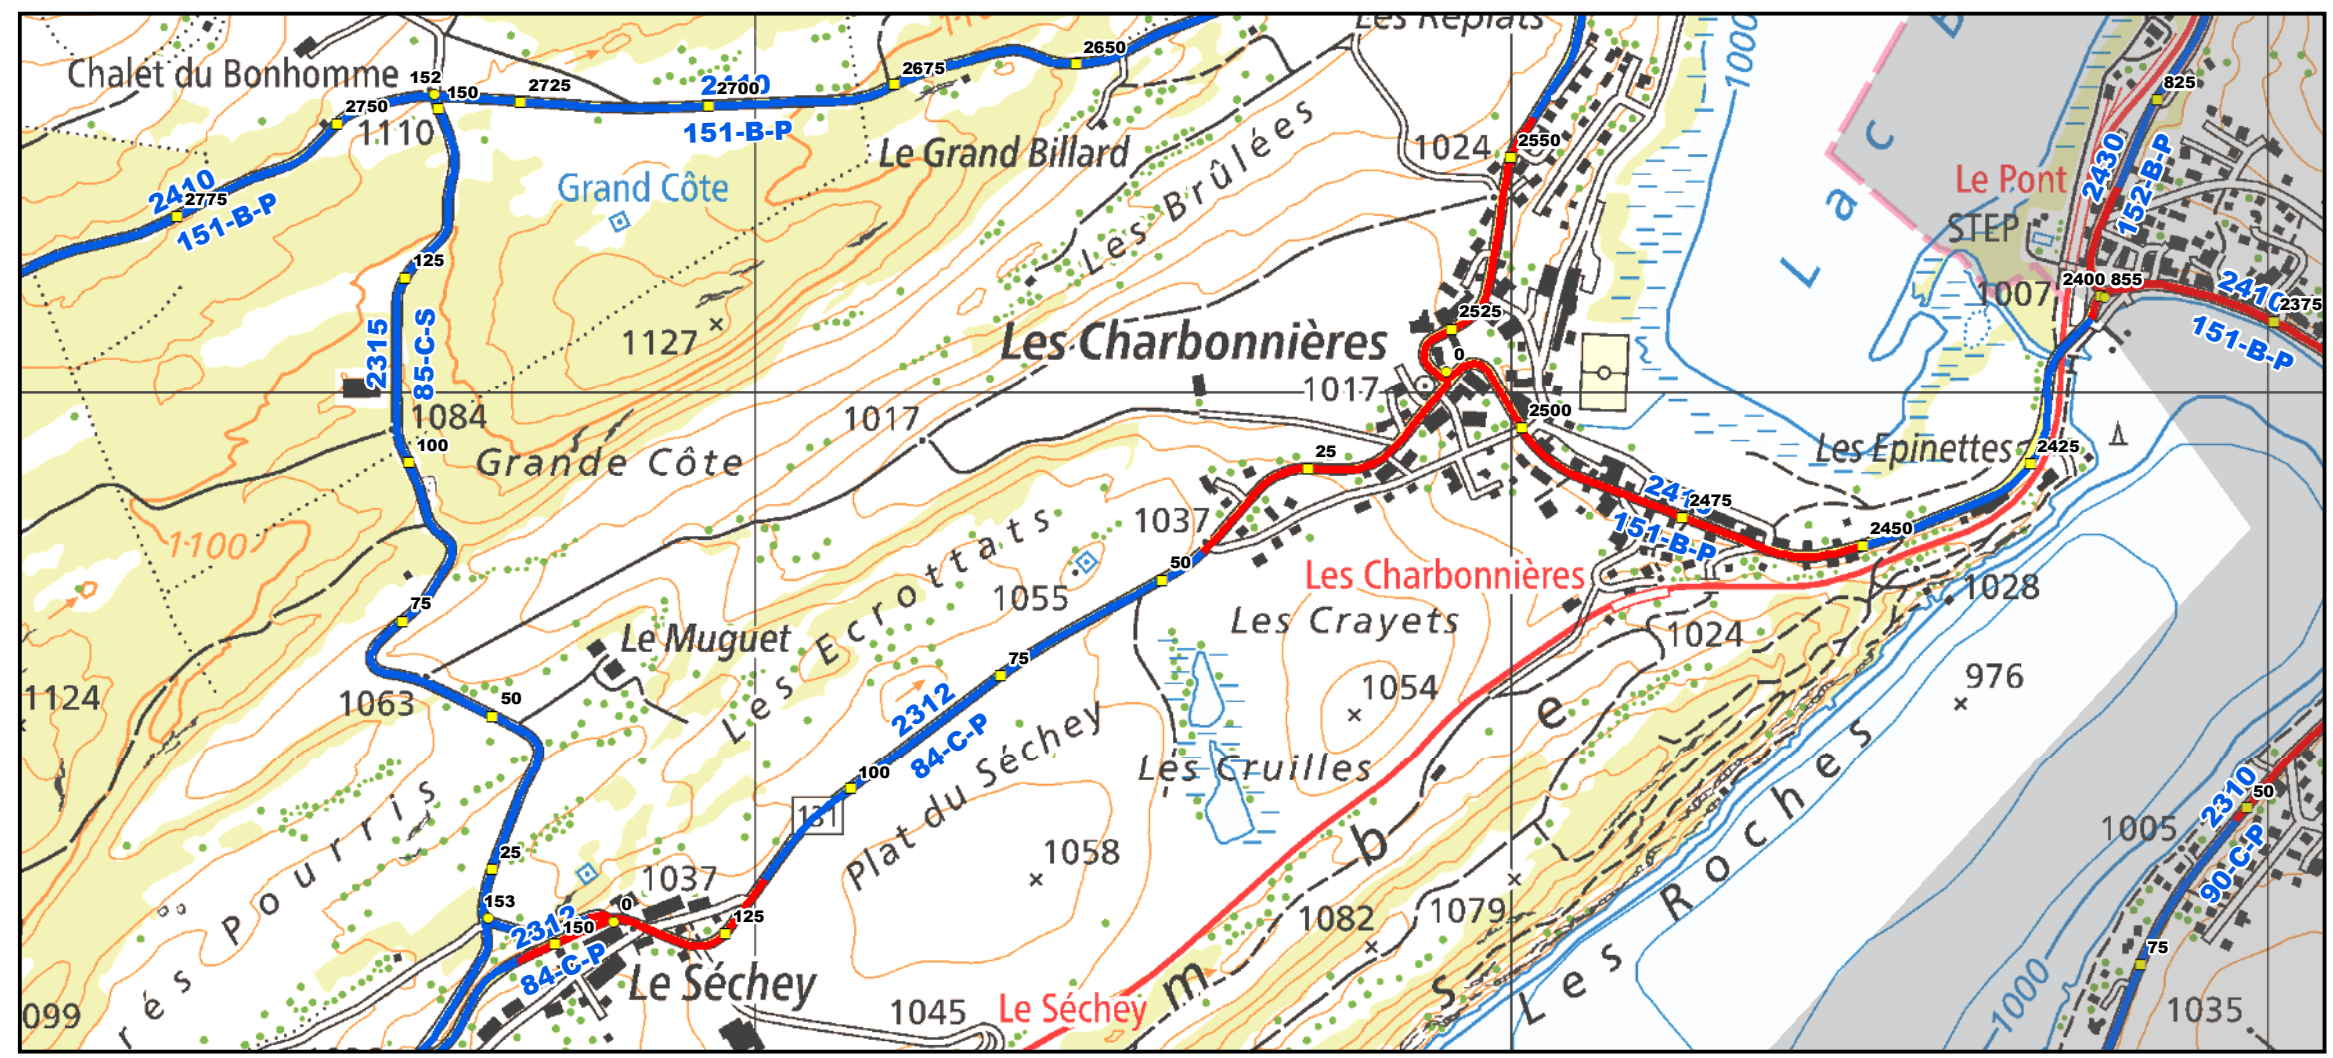 Les Replats
1000
B
Chalet du Bonhomme
152
150
2750
1110
2725
2410
2700
151-B-P
2675
2650
Le Grand Billard
Les Brûlées
1024
2550
c
a
L
825
2430
152-B-P
Le Pont
STEP
2410
2775
151-B-P
Grand Côte
125
1127
2315
85-C-S
1084
100
Les Charbonnières
2525
0
1017
1017
2500
1007
2400
855
2410
2375
151-B-P
Grande Côte
25
Les Epinettes
2425
1100
1037
2475
151-B-P
2450
Les Ecrottats
50
1055
Les Charbonnières
Les Crayets
1028
1024
75
Le Muguet
75
1054
976
1124
1063
50
2312
84-C-P
Plat du Séchey
Les Cruilles
e
100
131
1058
b
Les Roches
2310
50
1005
90-C-P
Pourris
25
1037
153
0
2312
150
125
84-C-P
1082
1079
75
rés
Le Séchey
m
S
1099
1045
Le Séchey
1000
1035